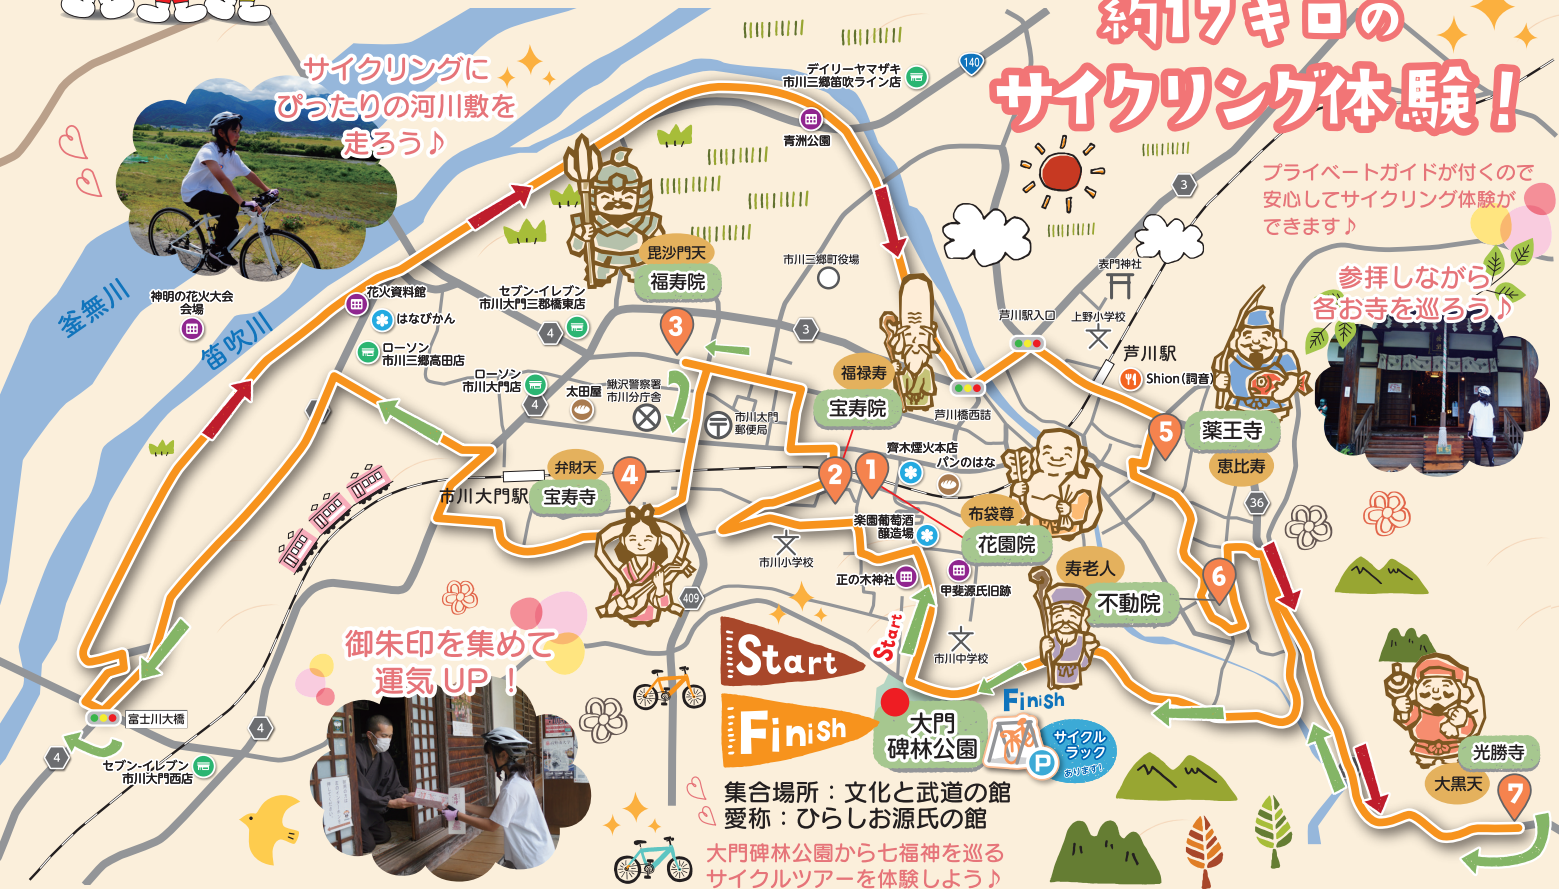 約17キロの
サイクリング体験！
サイクリングに
ぴったりの河川敷を
走ろう♪
プライベートガイドが付くので
安心してサイクリング体験が
できます♪
デイリーヤマザキ
市川三郷笛吹ライン店
140
青洲公園
3
釜無川
笛吹川
神明の花火大会
会場
花火資料館
はなびかん
ローソン
市川三郷高田店
セブン-イレブン
市川大門三郡橋東店
4
毘沙門天
福寿院
3
市川三郷町役場
3
表門神社
芦川駅入口
上野小学校
芦川駅
Shion(詞音)
参拝しながら
各お寺を巡ろう♪
ローソン
市川大門店
4
太田屋
鰍沢警察署
市川分庁舎
市川大門
郵便局
福禄寿
宝寿院
芦川橋西詰
5
薬王寺
恵比寿
齊木煙火本店
パンのはな
2
1
弁財天
宝寿寺
4
市川大門駅
36
布袋尊
花園院
楽園葡萄酒
醸造場
市川小学校
正の木神社
甲斐源氏旧跡
寿老人
不動院
6
409
Start
市川中学校
御朱印を集めて
運気 UP ！
Start
Finish
Finish
大門
碑林公園
サイクル
ラック
あります！
P
富士川大橋
4
4
セブン-イレブン
市川大門西店
光勝寺
大黒天
7
集合場所：文化と武道の館
愛称：ひらしお源氏の館
大門碑林公園から七福神を巡る
サイクルツアーを体験しよう♪